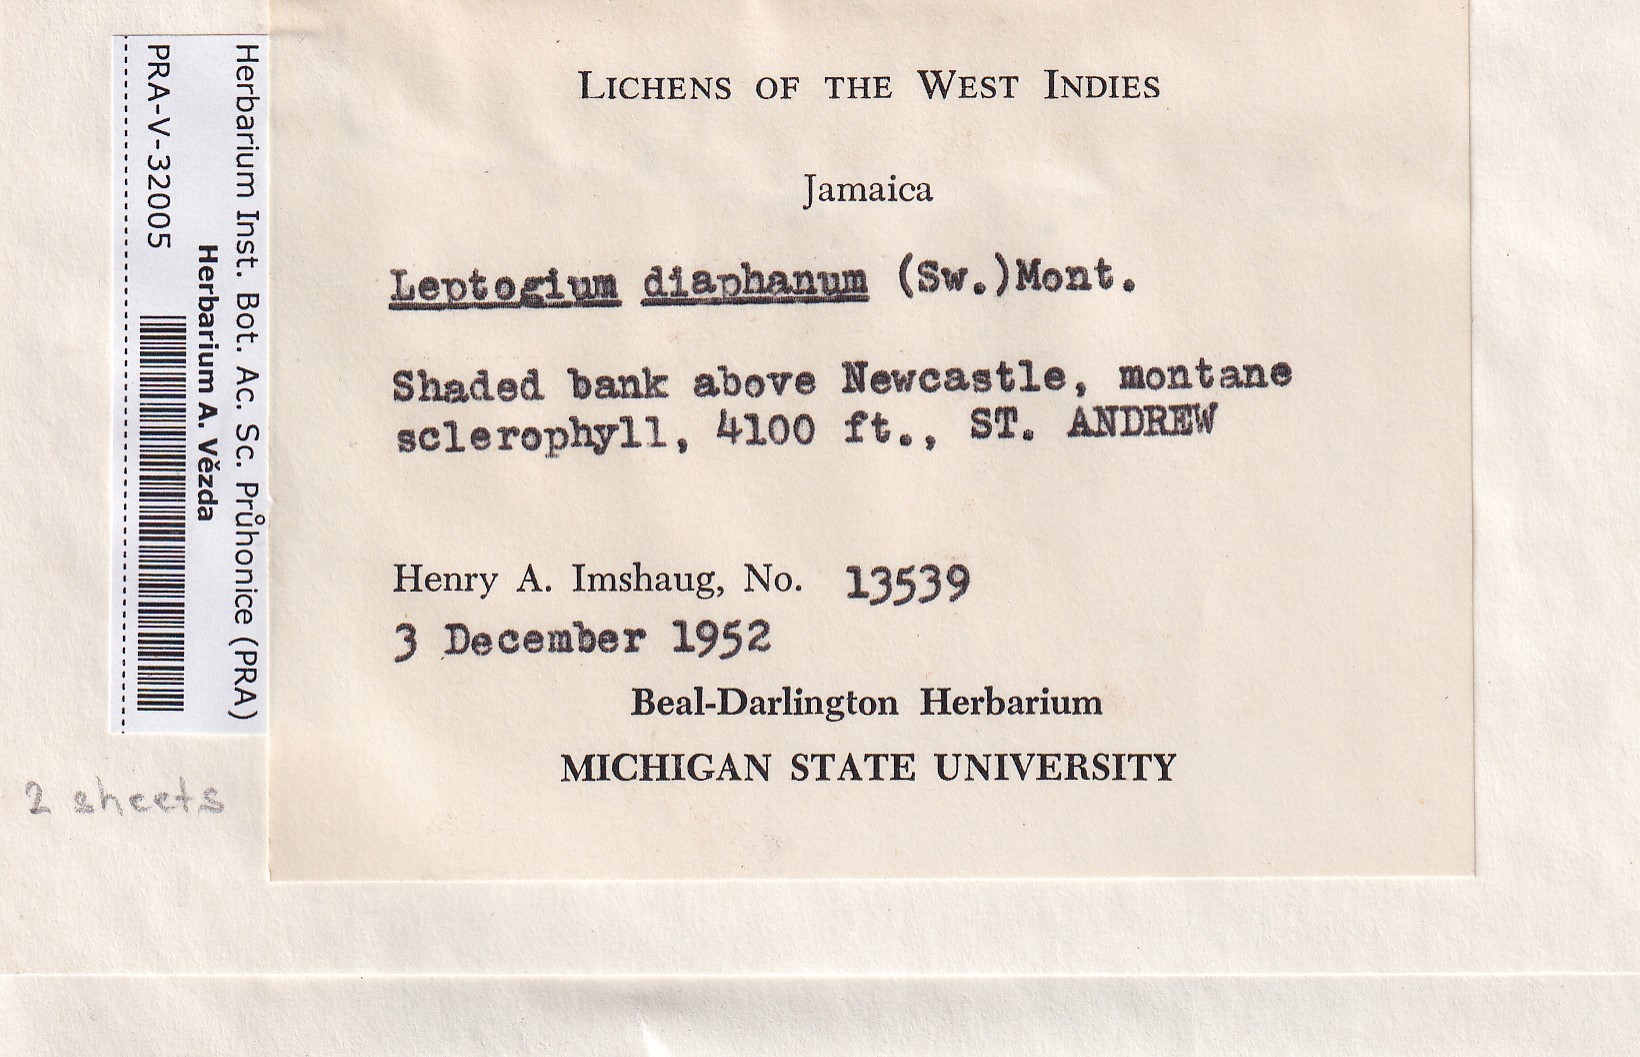 Herbarium Inst. Bot. Ac. Sc. Průhonice (PRA)
Herbarium A. Vězda
PRA-V-32005
LICHENS OF THE WEST INDIES
Jamaica
Leptogium diaphanum (Sw.)Mont.
Shaded bank above Newcastle, montane
sclerophyll, 4100 ft., ST. ANDREW
Henry A. Imshaug, No. 13539
3 December 1952
Beal-Darlington Herbarium
MICHIGAN STATE UNIVERSITY
2 sheets